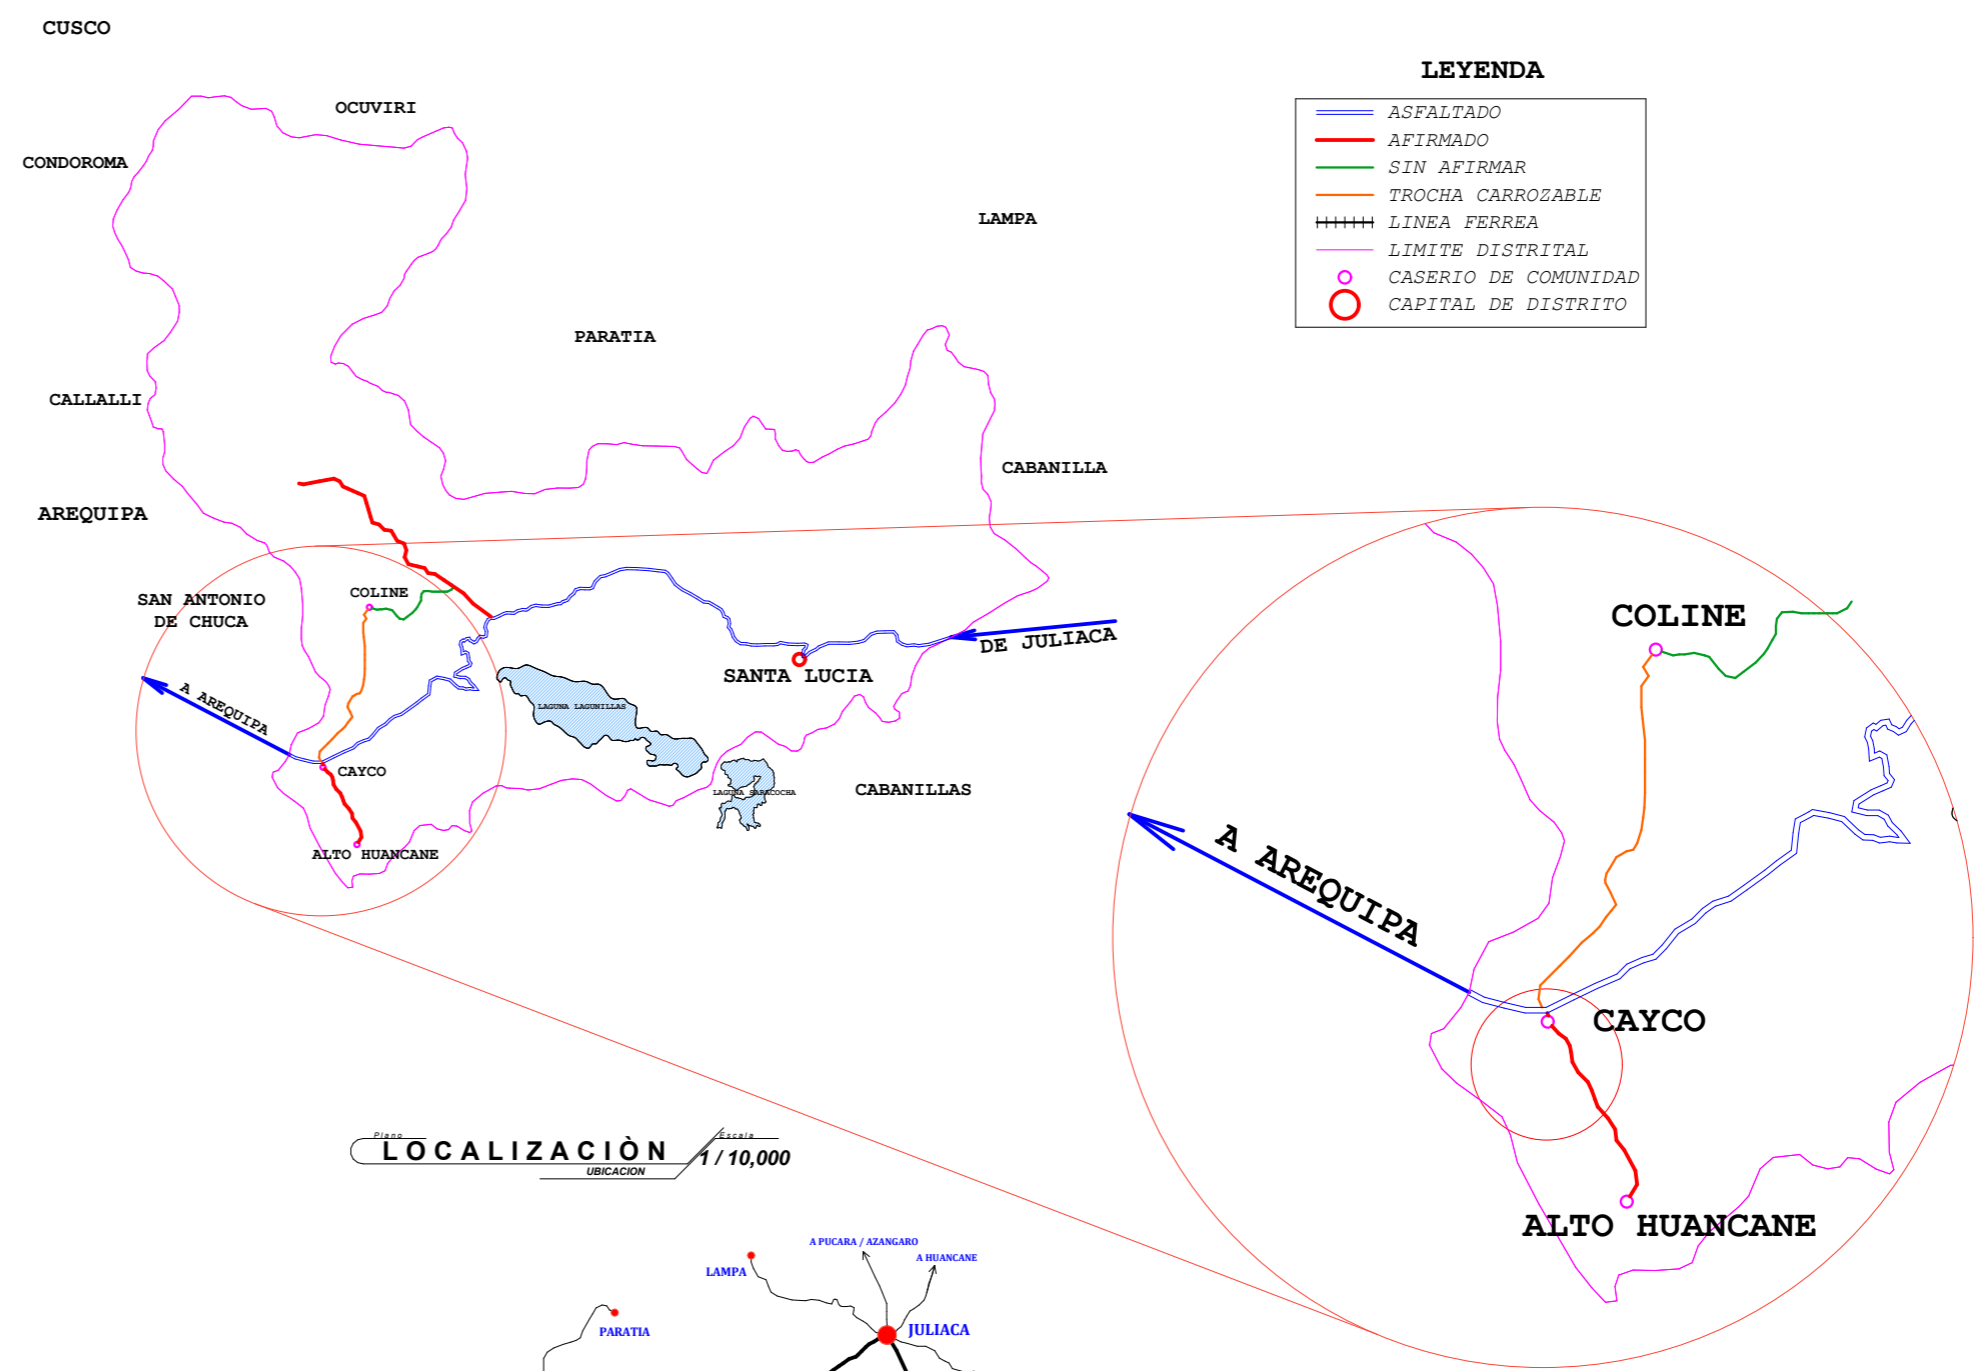 CUSCO
OCUVIRI
CONDOROMA
LAMPA
PARATIA
CALLALLI
CABANILLA
AREQUIPA
SAN ANTONIO
DE CHUCA
COLINE
DE JULIACA
SANTA LUCIA
A AREQUIPA
LAGUNA LAGUNILLAS
CAYCO
LAGUNA SARACOCHA
CABANILLAS
ALTO HUANCANE
LEYENDA
ASFALTADO
AFIRMADO
SIN AFIRMAR
TROCHA CARROZABLE
LINEA FERREA
LIMITE DISTRITAL
CASERIO DE COMUNIDAD
CAPITAL DE DISTRITO
COLINE
A AREQUIPA
CAYCO
ALTO HUANCANE
Plano
LOCALIZACIÒN
UBICACION
Escala
1 / 10,000
A PUCARA / AZANGARO
A HUANCANE
LAMPA
PARATIA
JULIACA